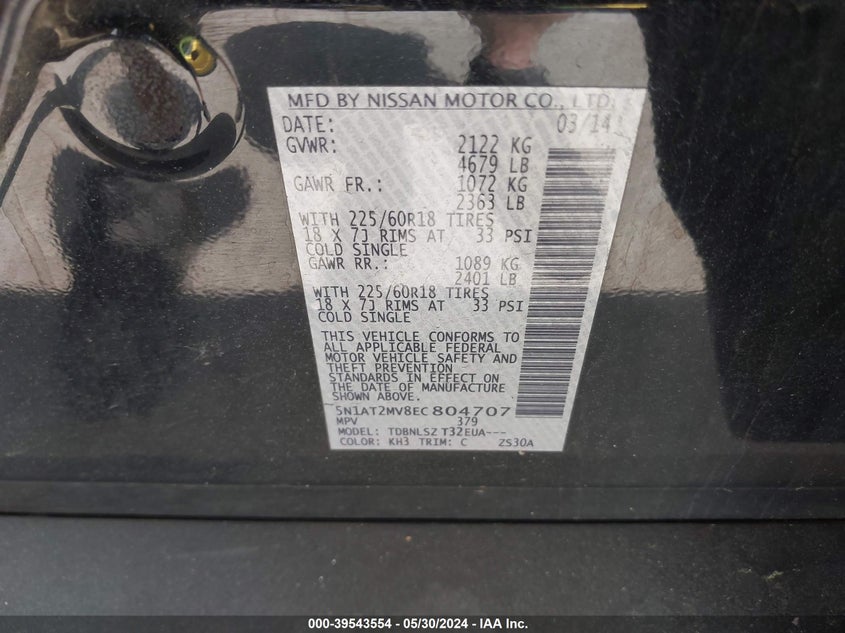 MFD BY NISSAN MOTOR CO., LTD.
DATE: 03/14
GVWR: 2122 KG
4679 LB
GAWR FR.: 1072 KG
2363 LB
WITH 225/60R18 TIRES
18 X 7J RIMS AT 33 PSI
COLD SINGLE
GAWR RR.: 1089 KG
2401 LB
WITH 225/60R18 TIRES
18 X 7J RIMS AT 33 PSI
COLD SINGLE
THIS VEHICLE CONFORMS TO
ALL APPLICABLE FEDERAL
MOTOR VEHICLE SAFETY AND
THEFT PREVENTION
STANDARDS IN EFFECT ON
THE DATE OF MANUFACTURE
SHOWN ABOVE.
5N1AT2MV8EC804707
MPV 379
MODEL: TDBNLSZ T32EUA---
COLOR: KH3 TRIM: C ZS30A
000-39543554 / 05/30/2024 - IAA Inc.